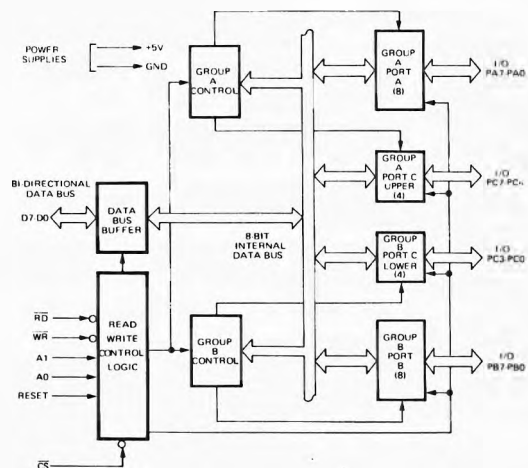 POWER
SUPPLIES
+5V
GND
GROUP
A
CONTROL
GROUP
A
PORT
A
(8)
I/O
PA7-PA0
GROUP
A
PORT C
UPPER
(4)
I/O
BI-DIRECTIONAL
DATA BUS
D7-D0
DATA
BUS
BUFFER
8-BIT
INTERNAL
DATA BUS
GROUP
B
PORT C
LOWER
(4)
I/O
PC3-PC0
RD
WR
A1
A0
RESET
CS
READ
WRITE
CONTROL
LOGIC
GROUP
B
CONTROL
GROUP
B
PORT
B
(8)
I/O
PB7-PB0